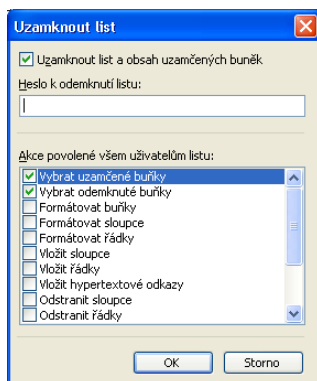 Uzamknout list
Uzamknout list a obsah uzamčených buněk
Heslo k odemknutí listu:
Akce povolené všem uživatelům listu:
Vybrat uzamčené buňky
Vybrat odemknuté buňky
Formátovat buňky
Formátovat sloupce
Formátovat řádky
Vložit sloupce
Vložit řádky
Vložit hypertextové odkazy
Odstranit sloupce
Odstranit řádky
OK Storno